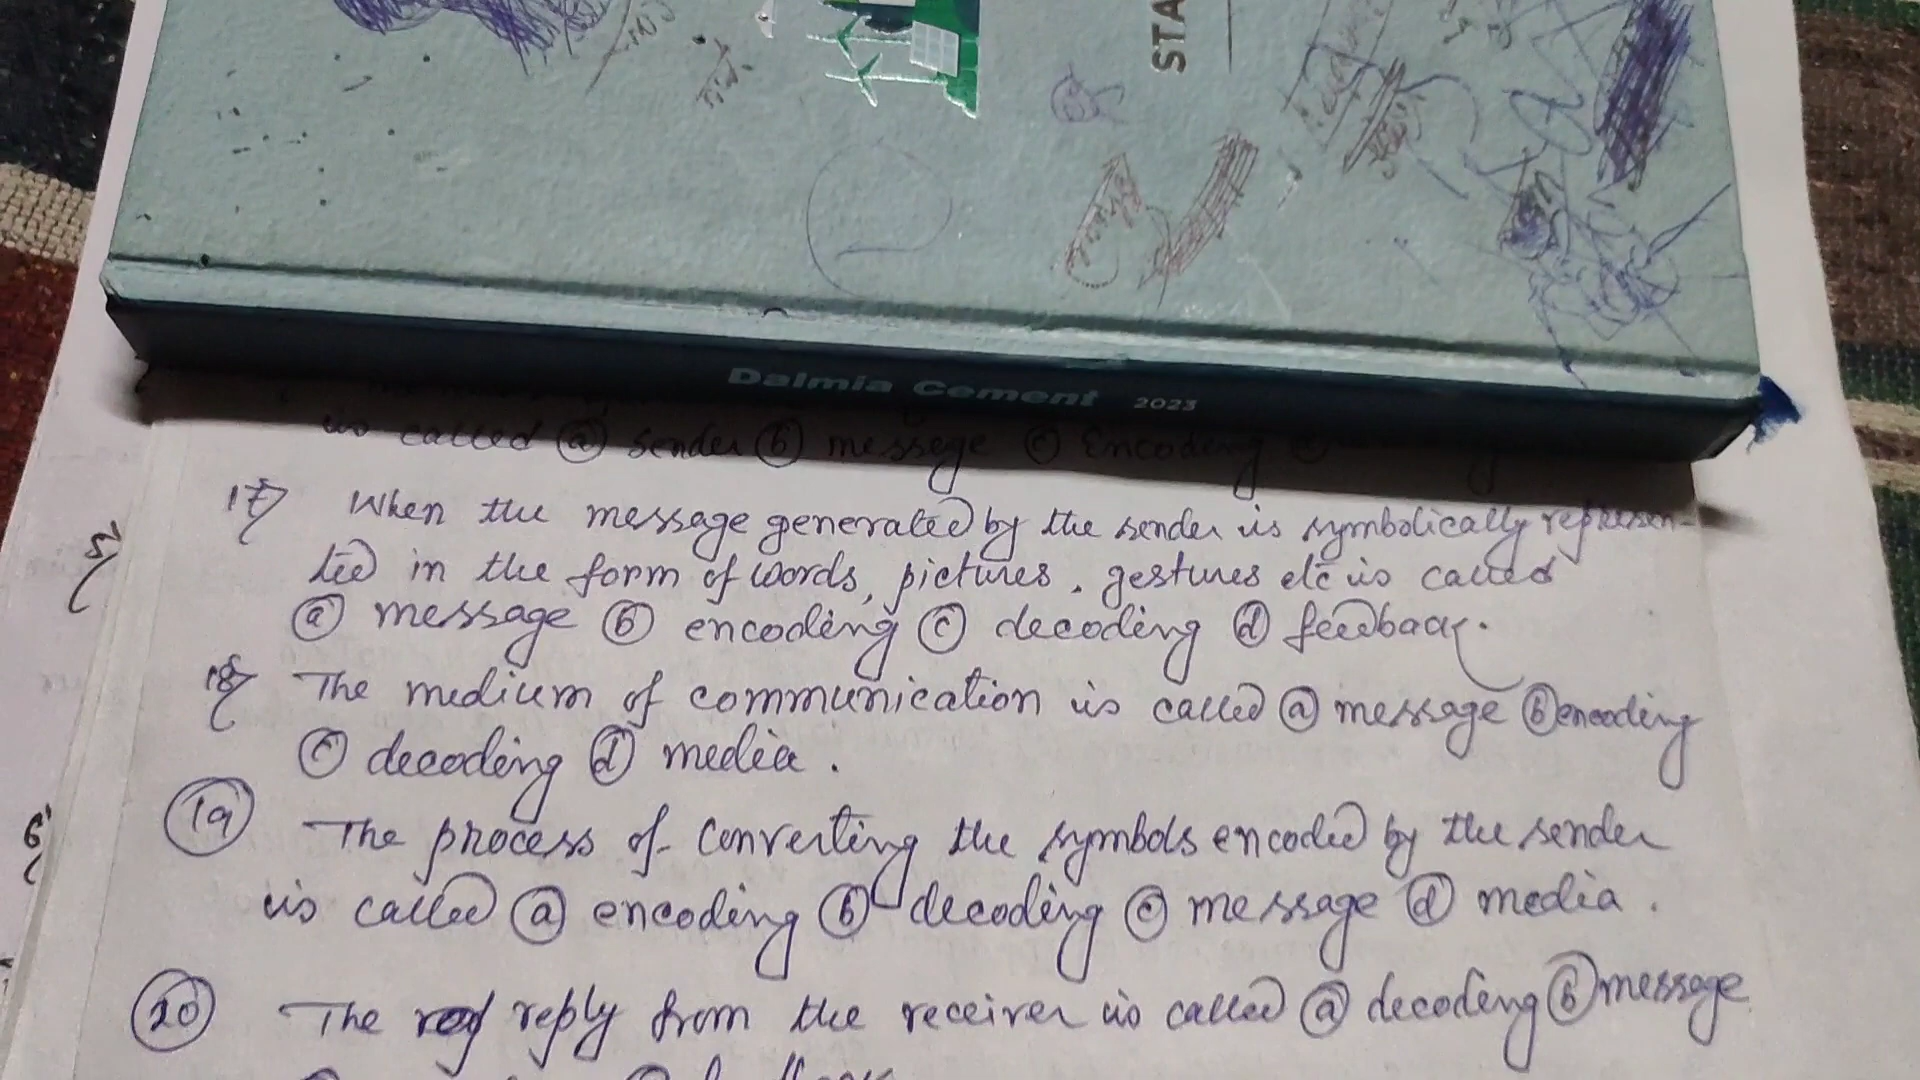 STA
Dalmia Cement 2023
is called ⓐ sender ⓑ messege ⓒ Encoding
17) When the message generated by the sender is symbolically represen-
ted in the form of words, pictures, gestures etc is called
ⓐ message ⓑ encoding ⓒ decoding ⓓ feedback.
5)
18) The medium of communication is called ⓐ message ⓑ encoding
ⓒ decoding ⓓ media.
19 The process of converting the symbols encoded by the sender
6)
is called ⓐ encoding ⓑ decoding ⓒ message ⓓ media.
20 The reply from the receiver is called ⓐ decoding ⓑ message